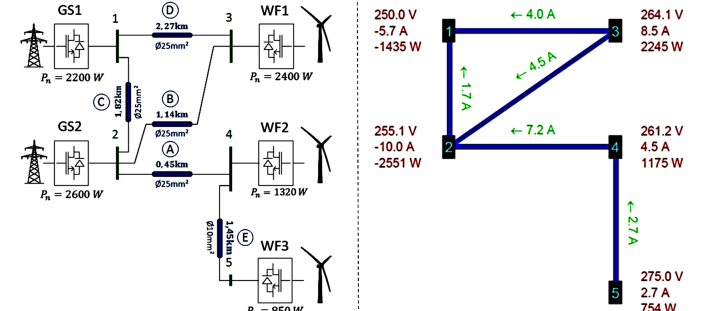 GS1
1
D
2,27km
Ø25mm²
3
WF1
Pn = 2200 W
Pn = 2400 W
C
1,82km
Ø25mm²
B
1,14km
Ø25mm²
GS2
2
A
0,45km
Ø25mm²
4
WF2
Pn = 2600 W
Pn = 1320 W
Ø10mm²
1,45km
E
5
WF3
Pn = 850 W
250.0 V
-5.7 A
-1435 W
1
← 4.0 A
3
264.1 V
8.5 A
2245 W
← 1.7 A
← 4.5 A
255.1 V
-10.0 A
-2551 W
2
← 7.2 A
4
261.2 V
4.5 A
1175 W
← 2.7 A
5
275.0 V
2.7 A
754 W